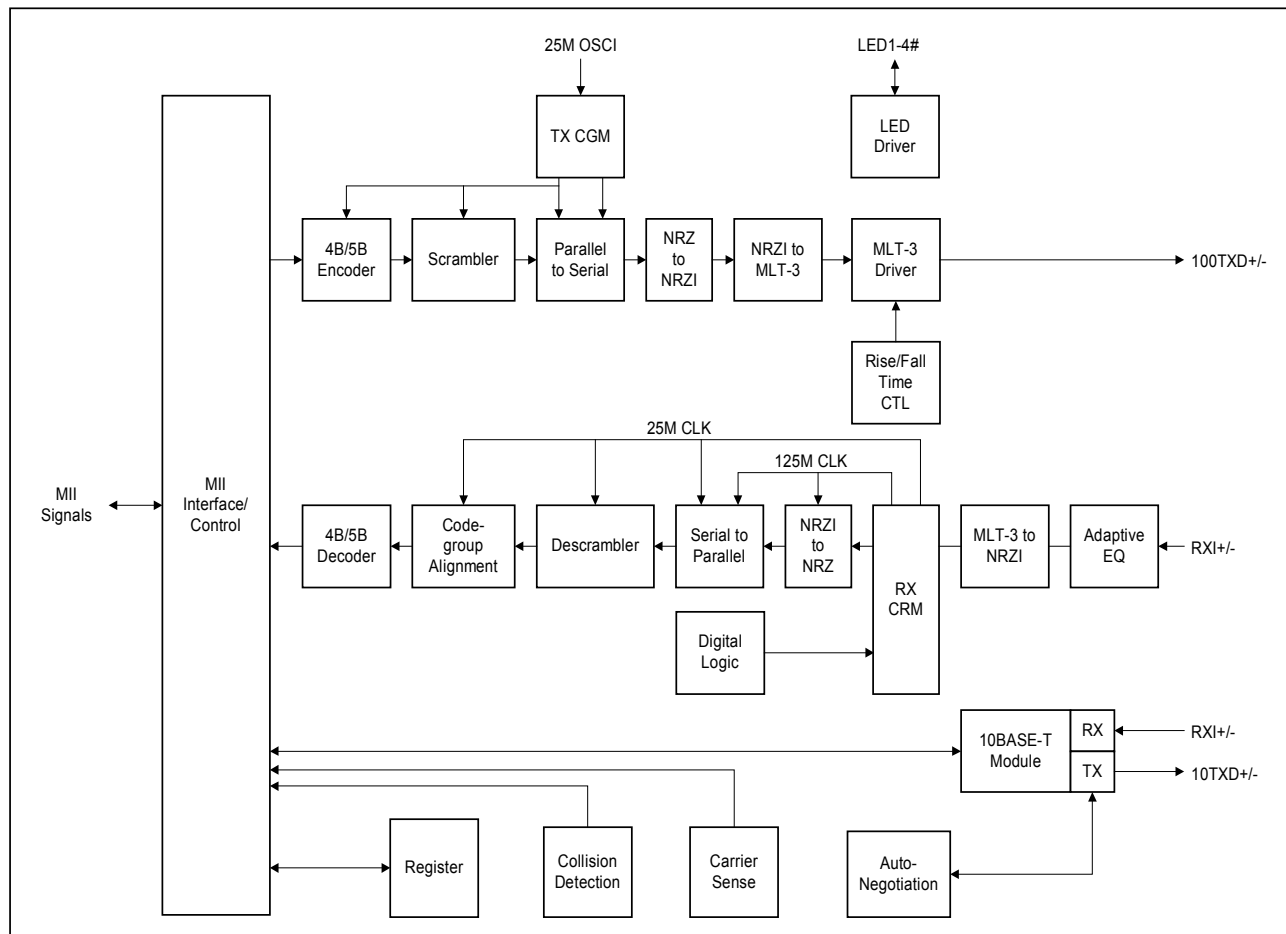 25M OSCI
LED1-4#
TX CGM
LED
Driver
4B/5B
Encoder
Scrambler
Parallel
to Serial
NRZ
to
NRZI
NRZI to
MLT-3
MLT-3
Driver
100TXD+/-
Rise/Fall
Time
CTL
25M CLK
125M CLK
MII
Signals
MII
Interface/
Control
4B/5B
Decoder
Code-
group
Alignment
Descrambler
Serial to
Parallel
NRZI
to
NRZ
RX
CRM
MLT-3 to
NRZI
Adaptive
EQ
RXI+/-
Digital
Logic
10BASE-T
Module
RX
TX
RXI+/-
10TXD+/-
Register
Collision
Detection
Carrier
Sense
Auto-
Negotiation